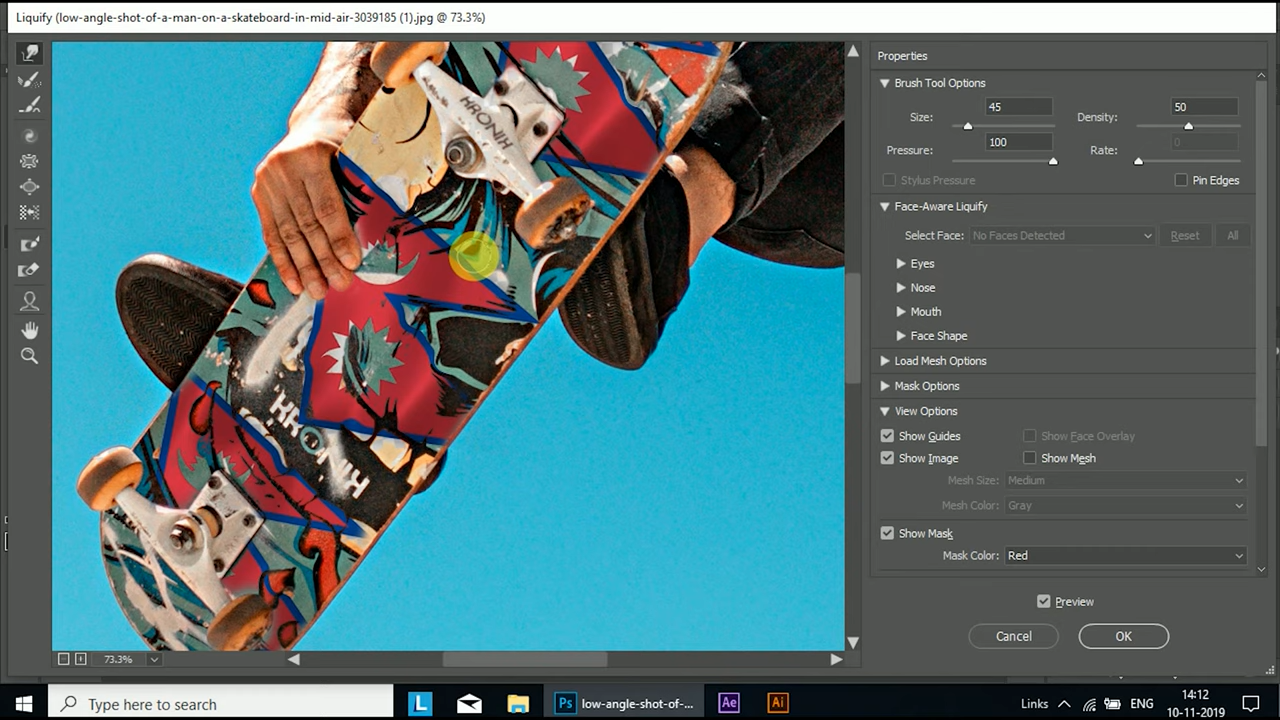 Liquify (low-angle-shot-of-a-man-on-a-skateboard-in-mid-air-3039185 (1).jpg @ 73.3%)
Properties
Brush Tool Options
Size: 45
Density: 50
Pressure: 100
Rate: 0
Stylus Pressure
Pin Edges
Face-Aware Liquify
Select Face: No Faces Detected
Reset
All
Eyes
Nose
Mouth
Face Shape
Load Mesh Options
Mask Options
View Options
Show Guides
Show Face Overlay
Show Image
Show Mesh
Mesh Size: Medium
Mesh Color: Gray
Show Mask
Mask Color: Red
Preview
Cancel
OK
KRONIK
KRONIK
73.3%
Type here to search
L
Ps
low-angle-shot-of-...
Ae
Ai
Links
ENG
14:12
10-11-2019